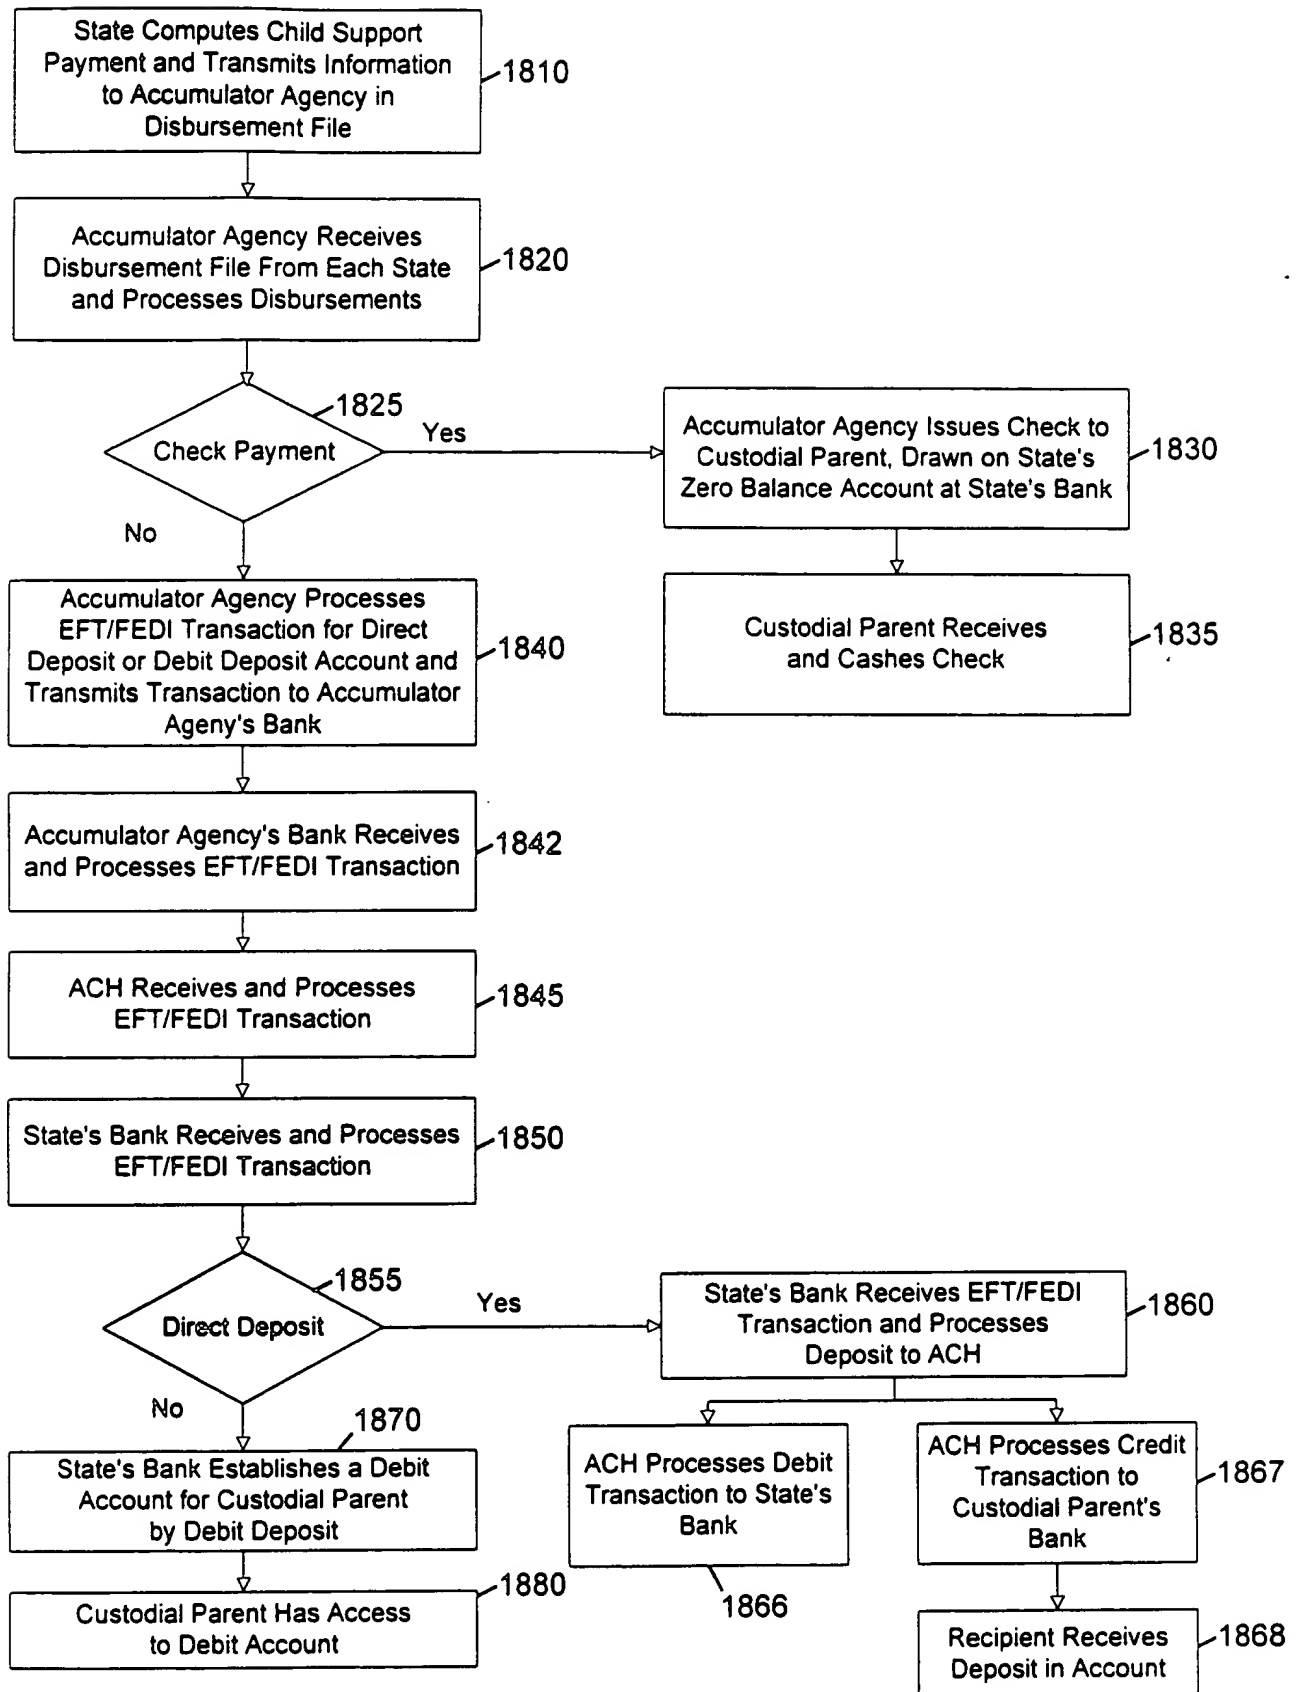 State Computes Child Support
Payment and Transmits Information
to Accumulator Agency in
Disbursement File
1810
Accumulator Agency Receives
Disbursement File From Each State
and Processes Disbursements
1820
1825
Check Payment
Yes
No
Accumulator Agency Issues Check to
Custodial Parent, Drawn on State's
Zero Balance Account at State's Bank
1830
Custodial Parent Receives
and Cashes Check
1835
Accumulator Agency Processes
EFT/FEDI Transaction for Direct
Deposit or Debit Deposit Account and
Transmits Transaction to Accumulator
Ageny's Bank
1840
Accumulator Agency's Bank Receives
and Processes EFT/FEDI Transaction
1842
ACH Receives and Processes
EFT/FEDI Transaction
1845
State's Bank Receives and Processes
EFT/FEDI Transaction
1850
1855
Direct Deposit
Yes
No
State's Bank Receives EFT/FEDI
Transaction and Processes
Deposit to ACH
1860
ACH Processes Debit
Transaction to State's
Bank
1866
ACH Processes Credit
Transaction to
Custodial Parent's
Bank
1867
Recipient Receives
Deposit in Account
1868
1870
State's Bank Establishes a Debit
Account for Custodial Parent
by Debit Deposit
Custodial Parent Has Access
to Debit Account
1880